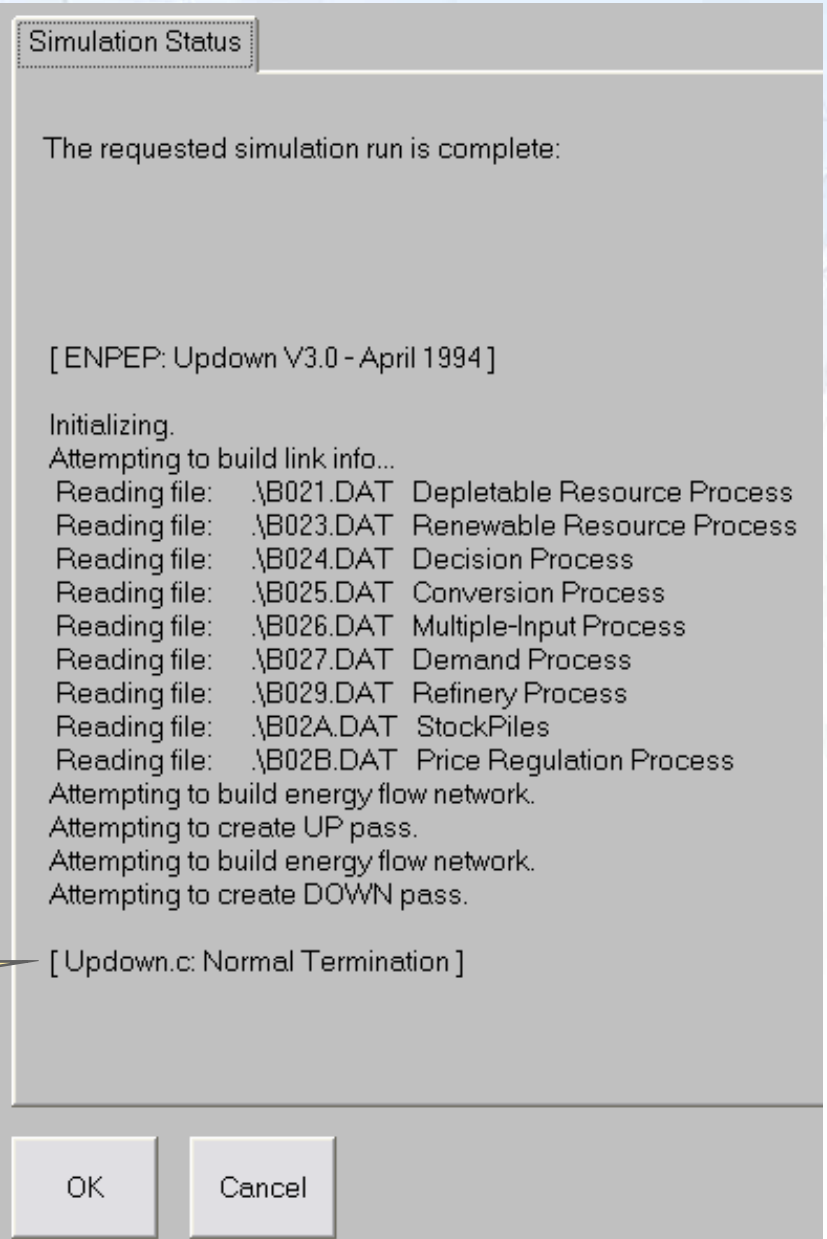 Simulation Status
The requested simulation run is complete:
[ ENPEP: Updown V3.0 - April 1994 ]
Initializing.
Attempting to build link info...
Reading file: .\B021.DAT Depletable Resource Process
Reading file: .\B023.DAT Renewable Resource Process
Reading file: .\B024.DAT Decision Process
Reading file: .\B025.DAT Conversion Process
Reading file: .\B026.DAT Multiple-Input Process
Reading file: .\B027.DAT Demand Process
Reading file: .\B029.DAT Refinery Process
Reading file: .\B02A.DAT StockPiles
Reading file: .\B02B.DAT Price Regulation Process
Attempting to build energy flow network.
Attempting to create UP pass.
Attempting to build energy flow network.
Attempting to create DOWN pass.
[ Updown.c: Normal Termination ]
OK Cancel